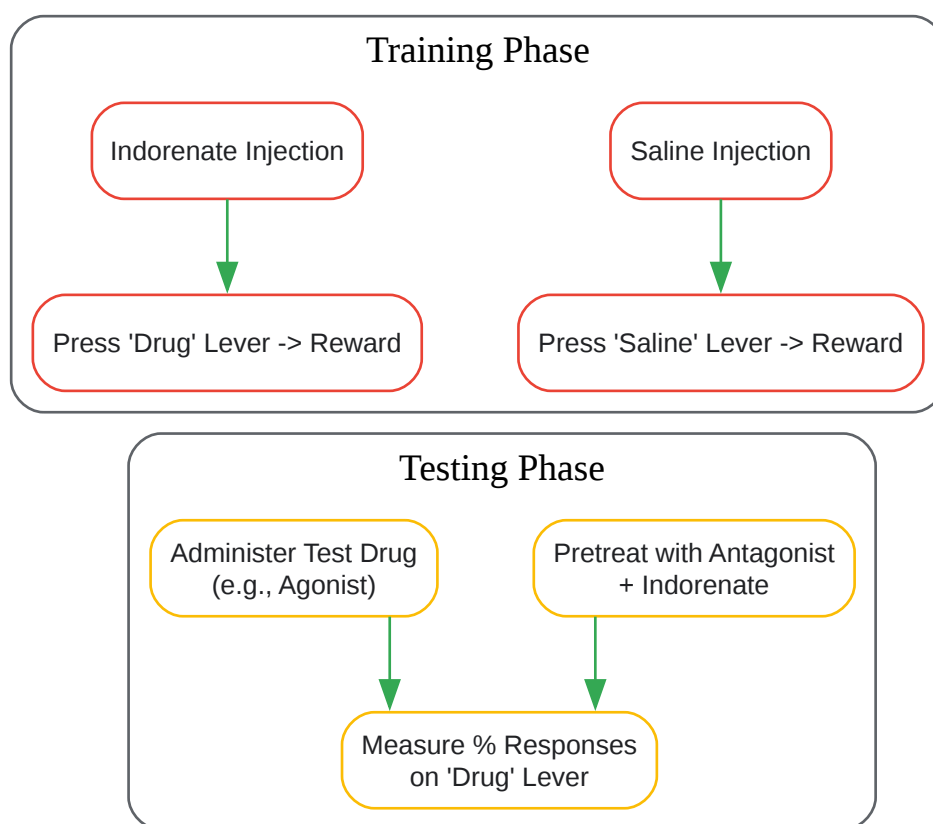 Training Phase
Indorenate Injection
Saline Injection
Press 'Drug' Lever -> Reward
Press 'Saline' Lever -> Reward
Testing Phase
Administer Test Drug
(e.g., Agonist)
Pretreat with Antagonist
+ Indorenate
Measure % Responses
on 'Drug' Lever